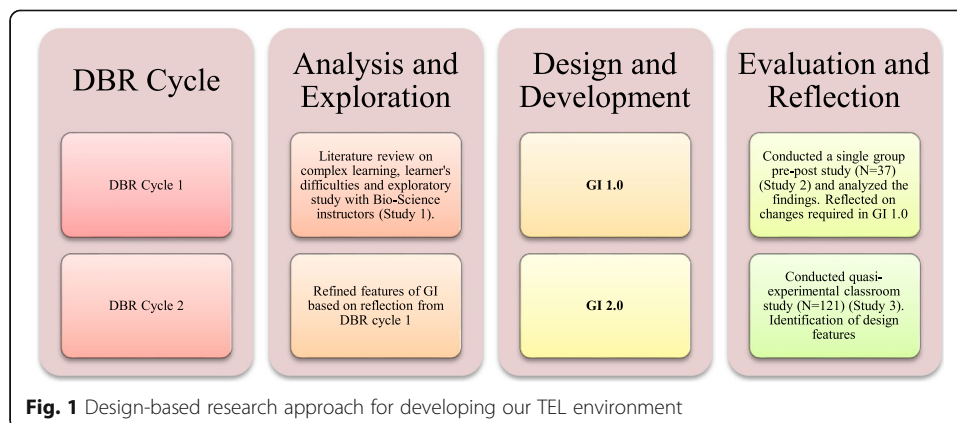 DBR Cycle
Analysis and
Exploration
Design and
Development
Evaluation and
Reflection
DBR Cycle 1
Literature review on
complex learning, learner's
difficulties and exploratory
study with Bio-Science
instructors (Study 1).
GI 1.0
Conducted a single group
pre-post study (N=37)
(Study 2) and analyzed the
findings. Reflected on
changes required in GI 1.0
DBR Cycle 2
Refined features of GI
based on reflection from
DBR cycle 1
GI 2.0
Conducted quasi-
experimental classroom
study (N=121) (Study 3).
Identification of design
features
Fig. 1 Design-based research approach for developing our TEL environment